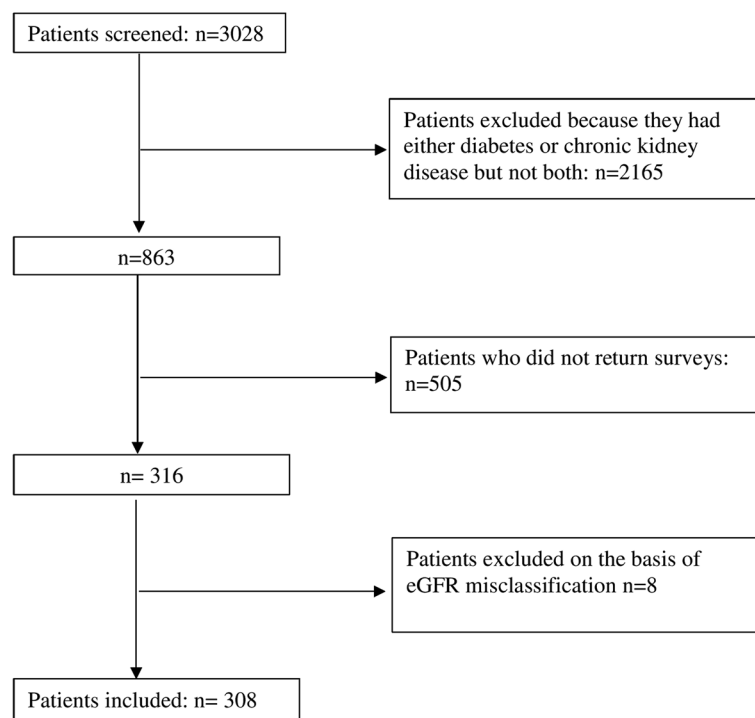 Patients screened: n=3028
Patients excluded because they had
either diabetes or chronic kidney
disease but not both: n=2165
n=863
Patients who did not return surveys:
n=505
n= 316
Patients excluded on the basis of
eGFR misclassification n=8
Patients included: n= 308